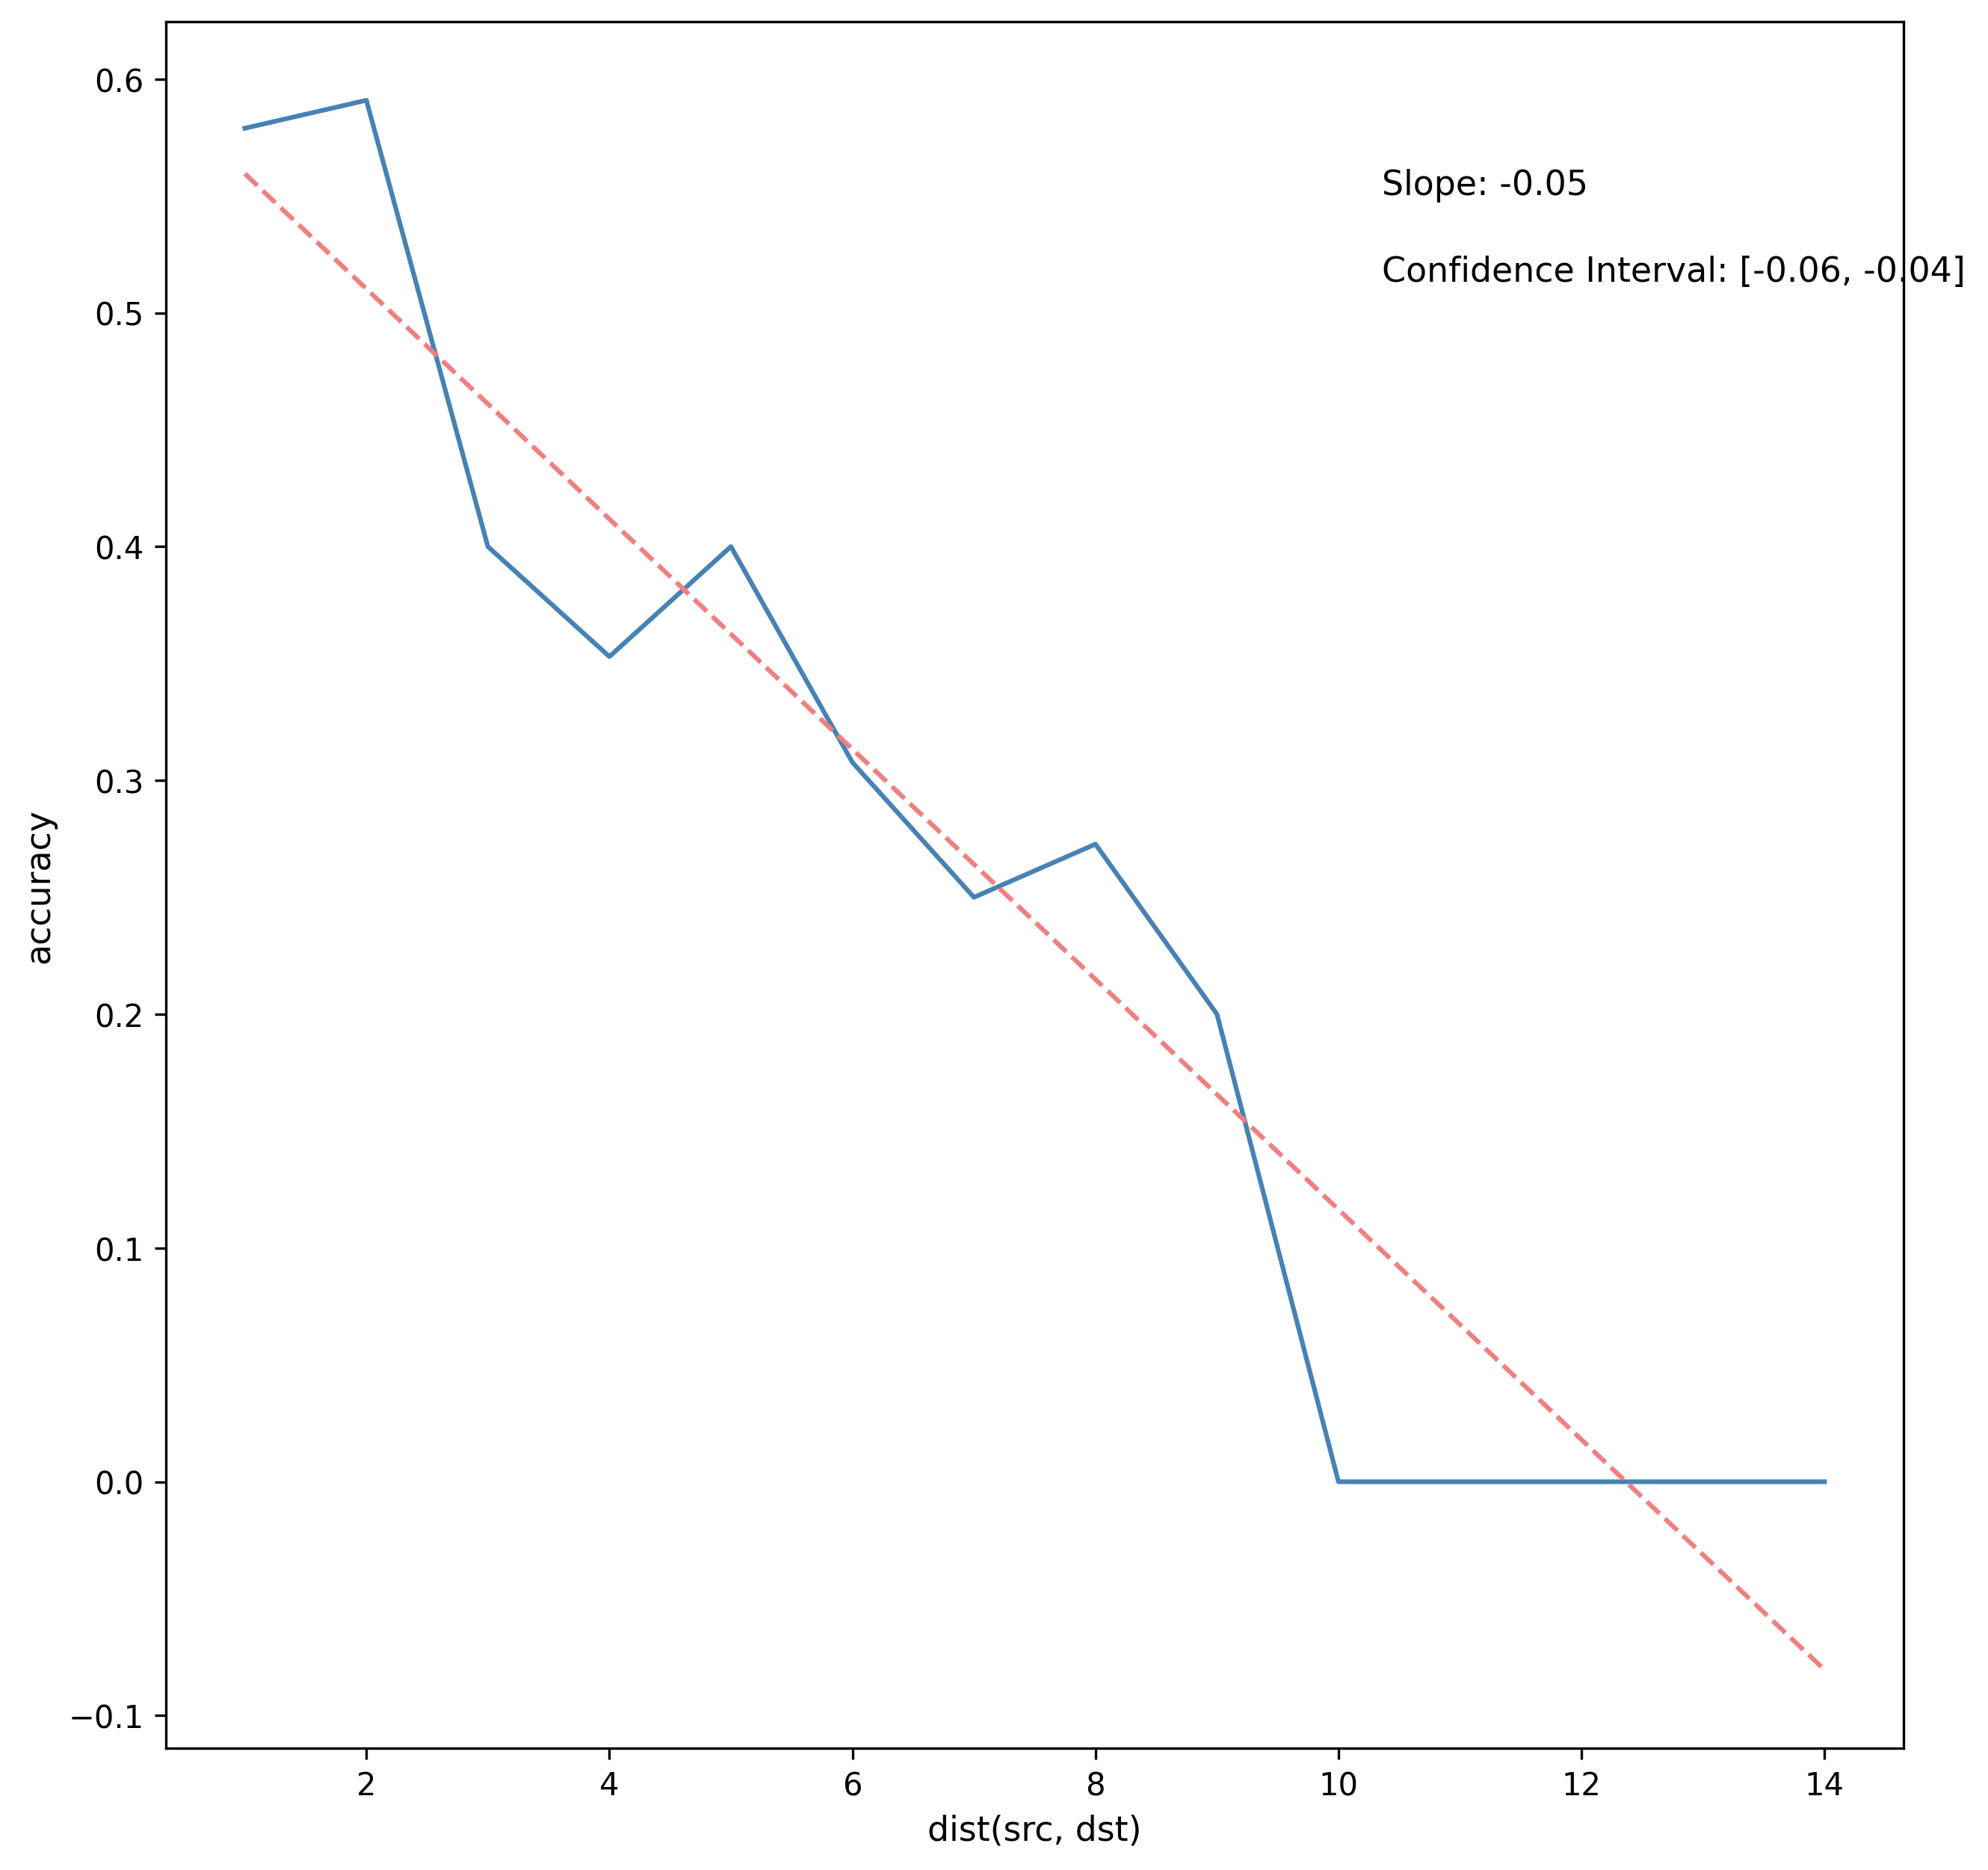 0.6
0.5
0.4
0.3
0.2
0.1
0.0
−0.1
accuracy
Slope: -0.05
Confidence Interval: [-0.06, -0.04]
2 4 6 8 10 12 14
dist(src, dst)